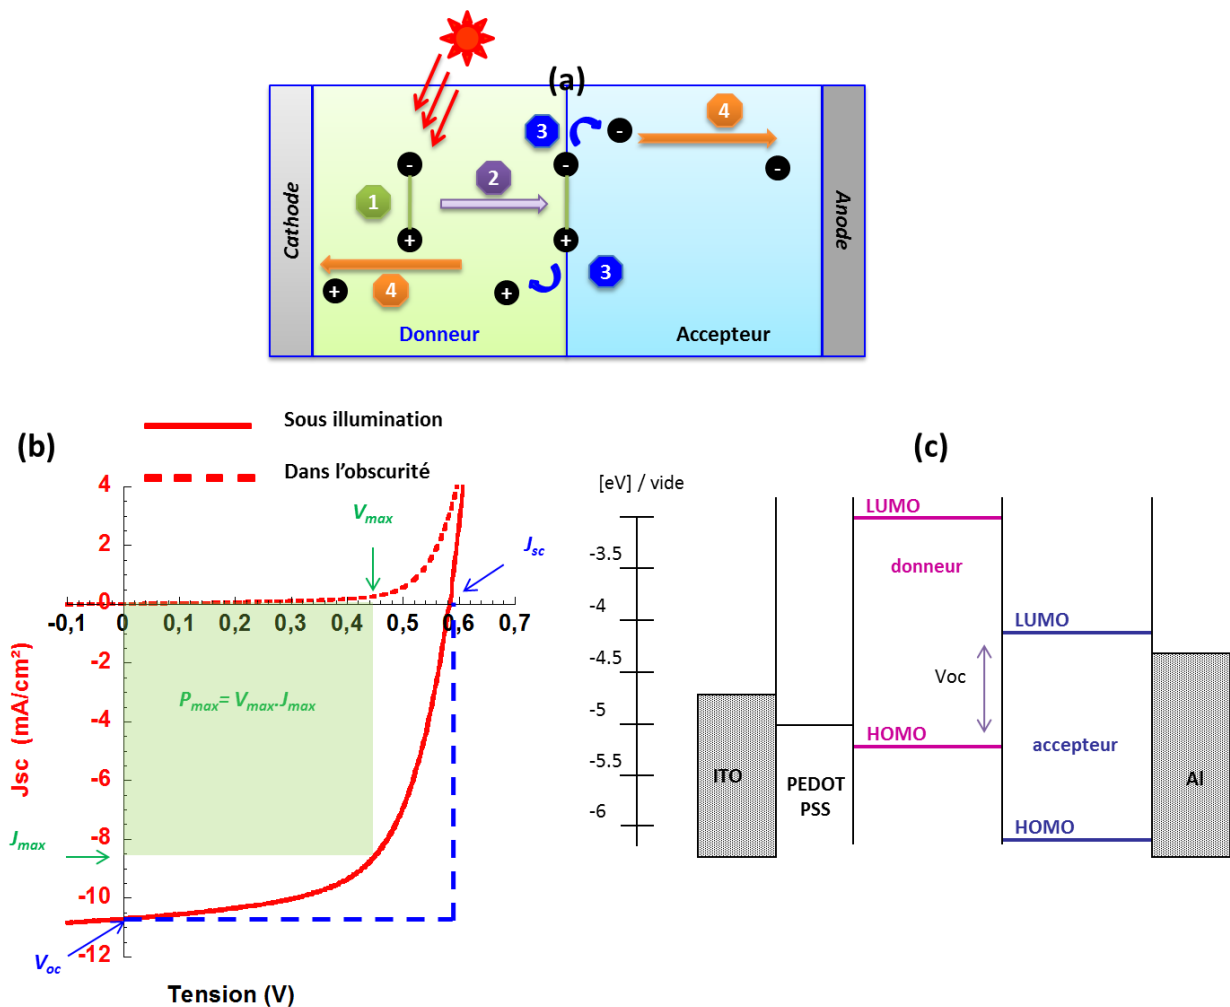 (a)
Cathode
Anode
-
-
-
-
1
2
3
3
4
4
+
+
+
+
Donneur
Accepteur
Sous illumination
Dans l'obscurité
(b)
4
2
0
-2
-4
-6
-8
-10
-12
-0,1
0
0,1
0,2
0,3
0,4
0,5
0,6
0,7
Jsc (mA/cm²)
Tension (V)
Vmax
Jsc
Pmax= Vmax.Jmax
Jmax
Voc
(c)
[eV] / vide
-3.5
-4
-4.5
-5
-5.5
-6
ITO
PEDOT
PSS
LUMO
donneur
HOMO
Voc
LUMO
accepteur
HOMO
Al